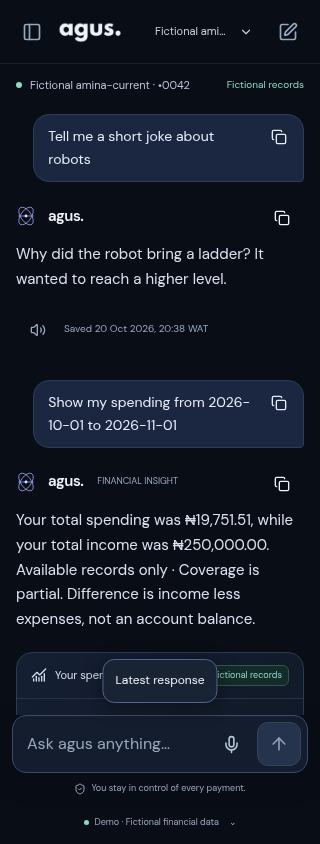 agus.
Fictional ami...
Fictional amina-current · •0042
Fictional records
Tell me a short joke about
robots
agus.
Why did the robot bring a ladder? It
wanted to reach a higher level.
Saved 20 Oct 2026, 20:38 WAT
Show my spending from 2026-
10-01 to 2026-11-01
agus.
FINANCIAL INSIGHT
Your total spending was ₦19,751.51, while
your total income was ₦250,000.00.
Available records only · Coverage is
partial. Difference is income less
expenses, not an account balance.
Your
records
Latest response
Ask agus anything...
You stay in control of every payment.
Demo · Fictional financial data